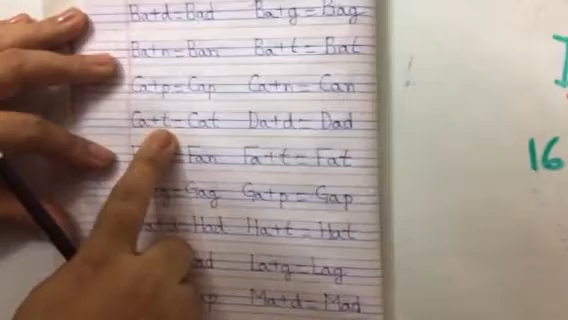 Ba+d=Bad Ba+g=Bag
Ba+n=Ban Ba+t=Bat
Ca+p=Cap Ca+n=Can
Ca+t=Cat Da+d=Dad
=Fan Fa+t=Fat
=Gag Ga+p=Gap
=Had Ha+t=Hat
La+g=Lag
Ma+d=Mad
16